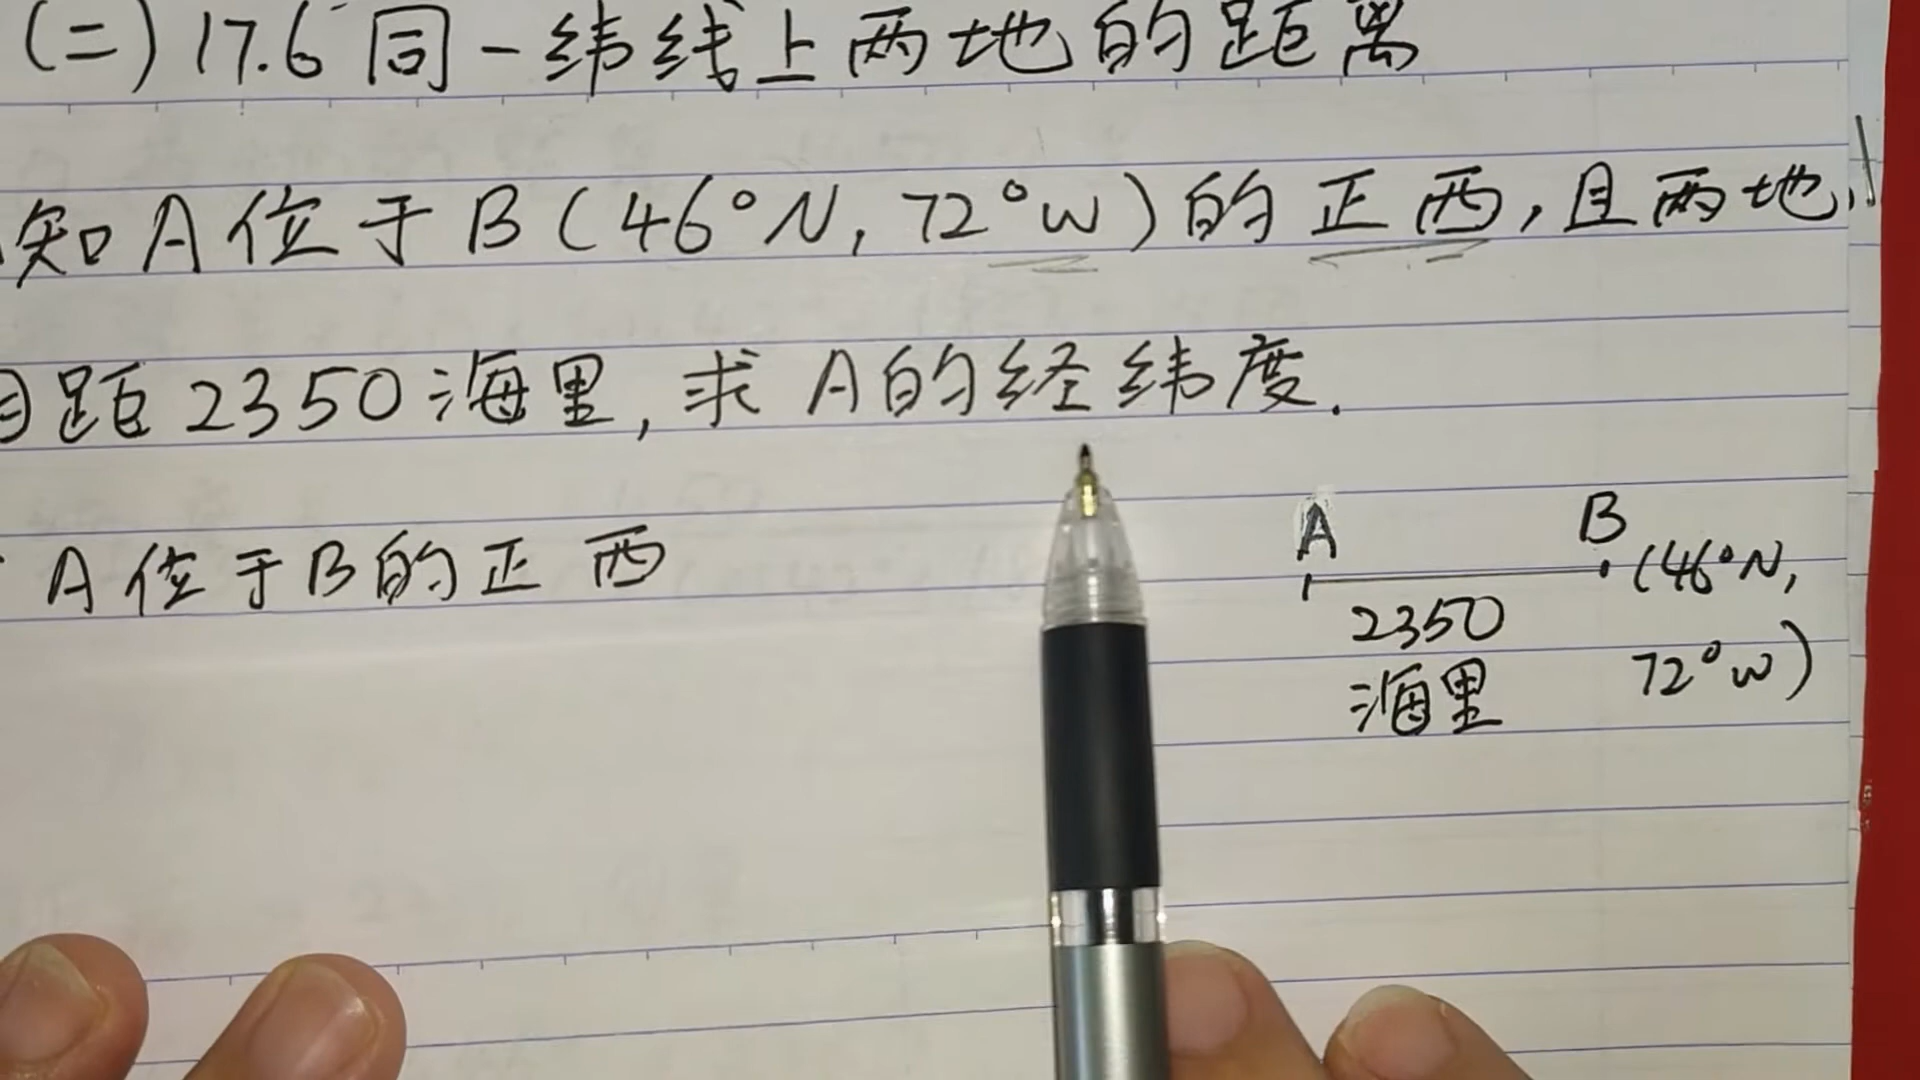 (二) 17.6 同一纬线上两地的距离
知A位于B(46°N, 72°W)的正西,且两地
距2350海里,求A的经纬度.
A位于B的正西
A B (46°N,
2350
海里 72°W)